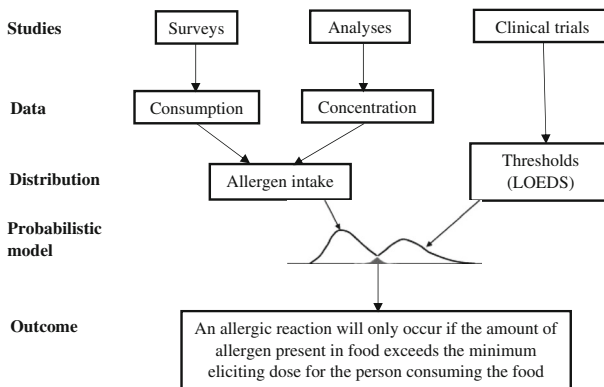 Studies
Surveys
Analyses
Clinical trials
Data
Consumption
Concentration
Distribution
Allergen intake
Thresholds
(LOEDS)
Probabilistic
model
Outcome
An allergic reaction will only occur if the amount of
allergen present in food exceeds the minimum
eliciting dose for the person consuming the food